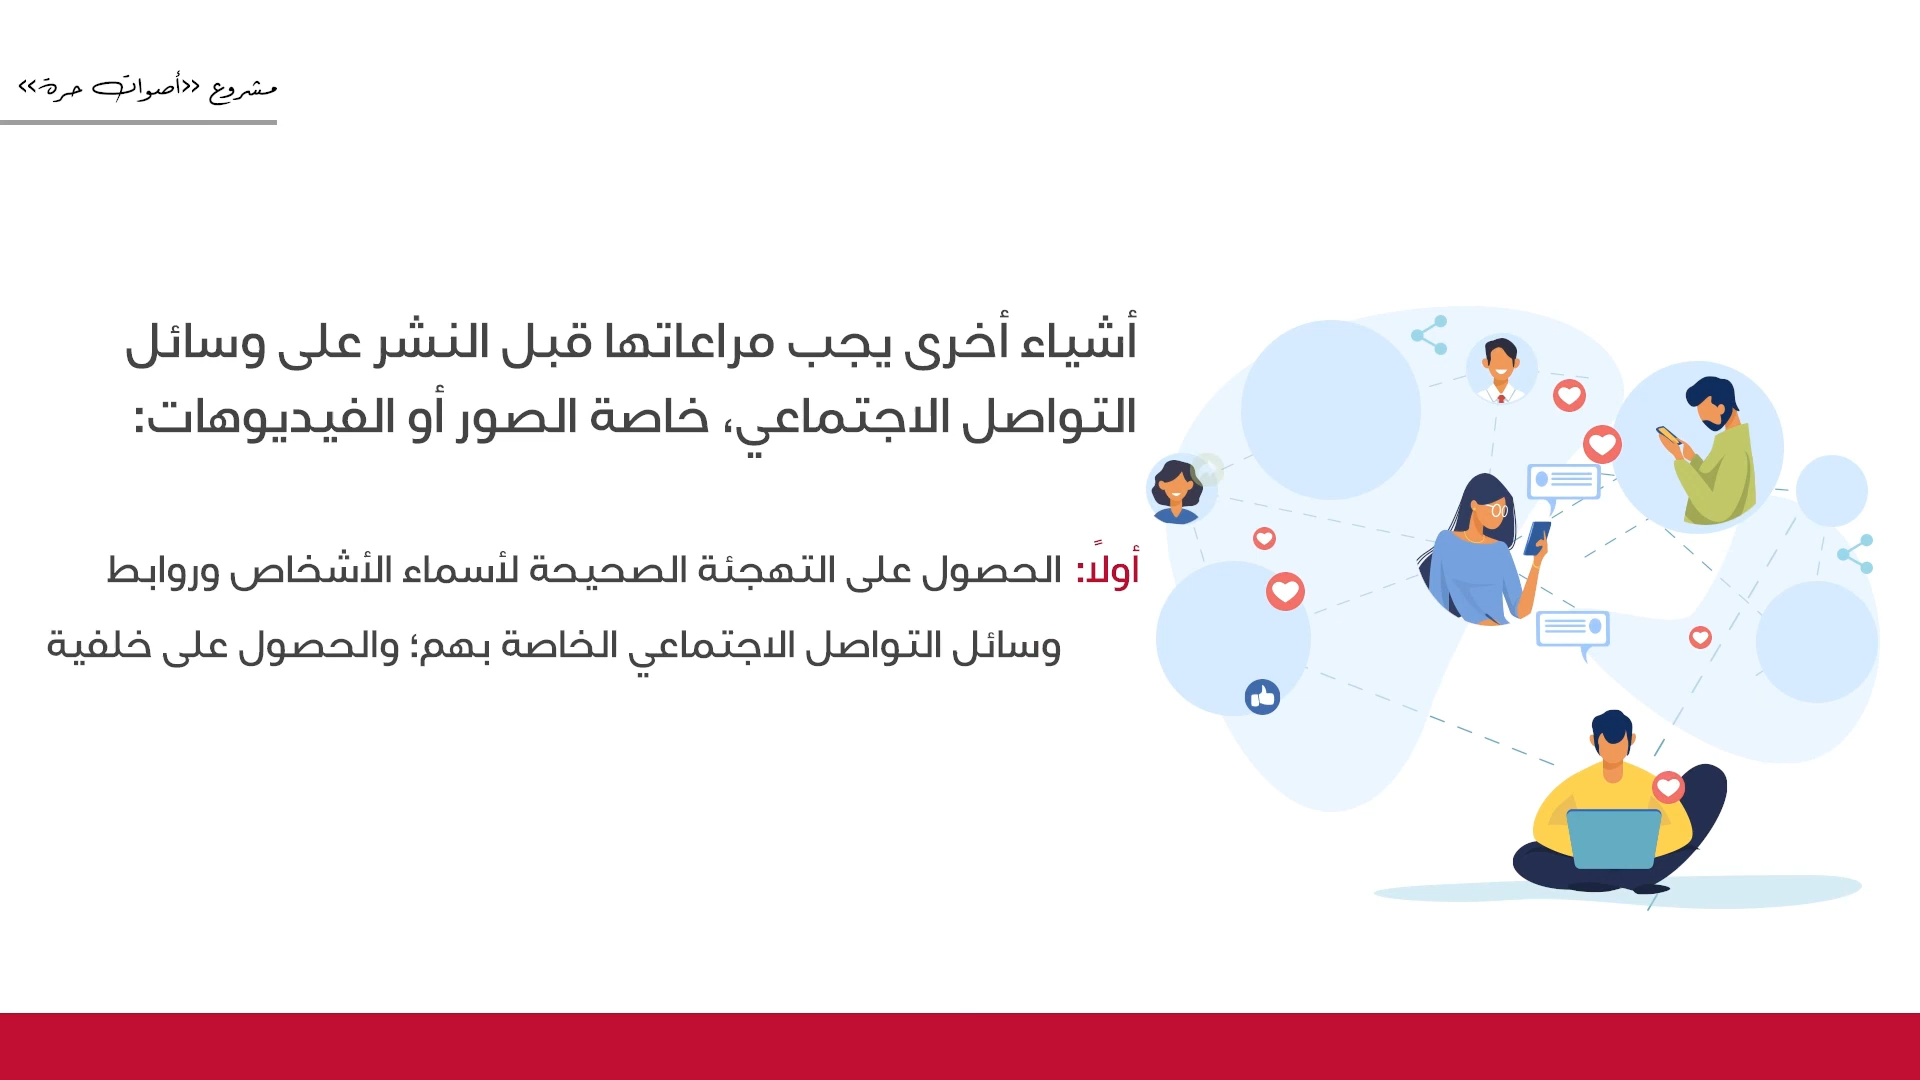 مشروع <<أصوات حرة>>
أشياء أخرى يجب مراعاتها قبل النشر على وسائل
التواصل الاجتماعي، خاصة الصور أو الفيديوهات:
أولًا: الحصول على التهجئة الصحيحة لأسماء الأشخاص وروابط
وسائل التواصل الاجتماعي الخاصة بهم؛ والحصول على خلفية